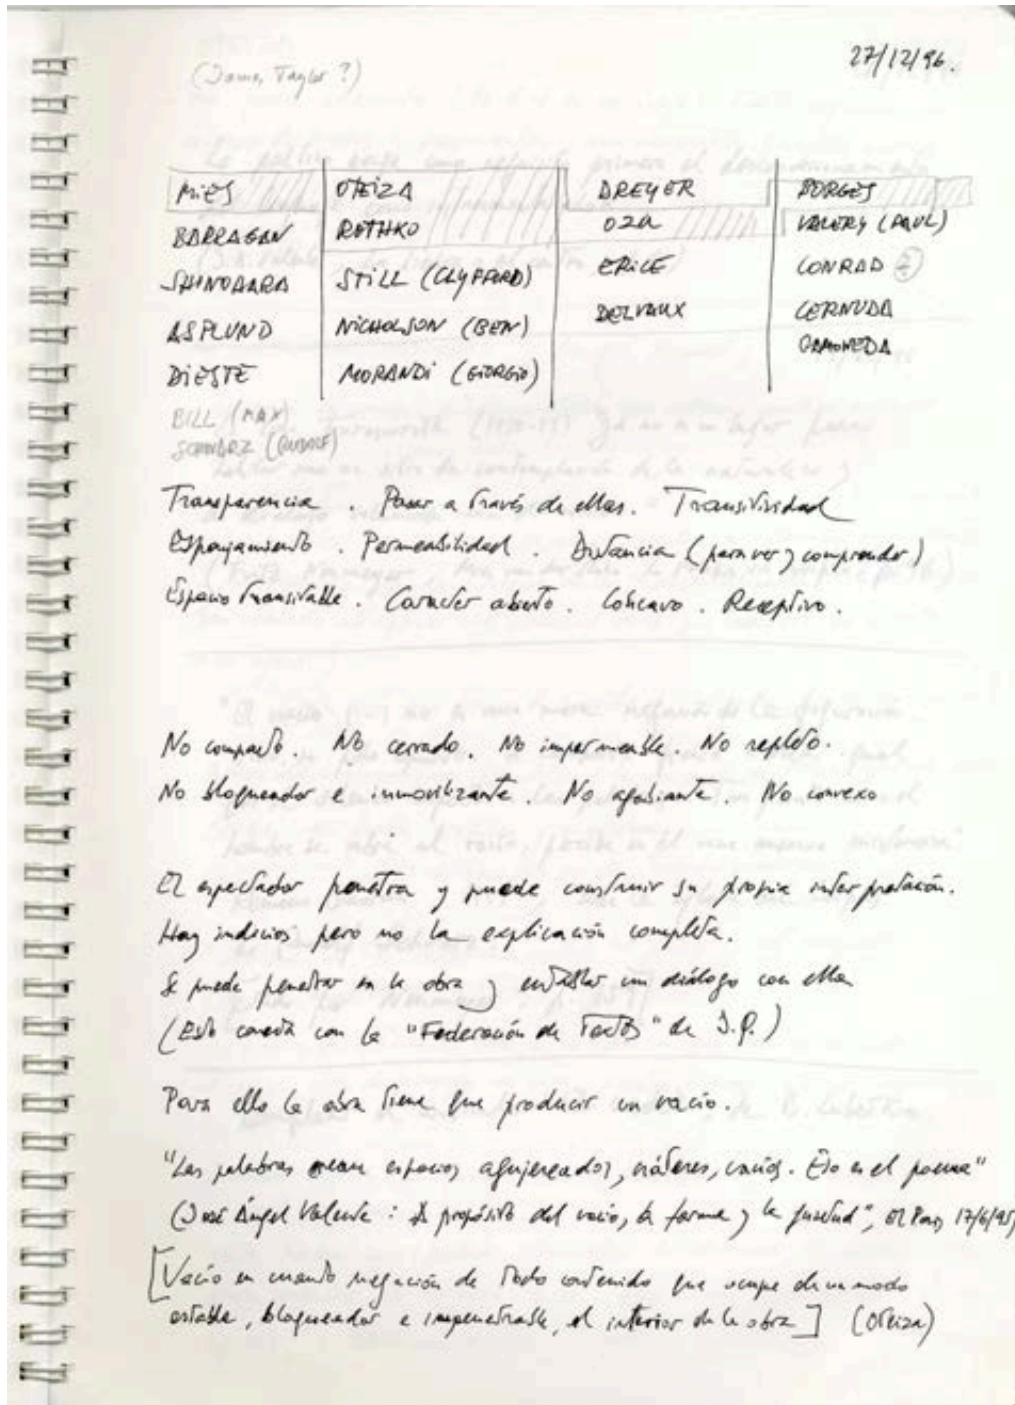 27/12/96.
(James Taylor ?)
MIES OTEIZA DREYER BORGES
BARRAGAN ROTHKO OZU VALERY (PAUL)
SHINOHARA STILL (CLYFFORD) ERICE CONRAD ?
ASPLUND NICHOLSON (BEN) DELVAUX CERNUDA
DIESTE MORANDI (GIORGIO) GAMONEDA
BILL (MAX)
SCHWARZ (RUDOLF)
Transparencia . Pasar a través de ellas. Transitividad
Esponjamiento . Permeabilidad . Distancia (para ver y comprender)
Espacio transitable . Carácter abierto . Cóncavo . Receptivo .
No compacto. No cerrado. No impermeable. No repleto.
No bloqueador e inmovilizante. No agobiante. No convexo
El espectador penetra y puede construir su propia interpretación.
Hay indicios pero no la explicación completa.
Se puede penetrar en la obra y entablar un diálogo con ella
(Esto conecta con la "Federación de Textos" de J.Q.)
Para ello la obra tiene que producir un vacío.
"Las palabras crean espacios agujereados, cráteres, vacíos. Eso es el poema"
(José Ángel Valente : A propósito del vacío, la forma y la quietud", El País, 17/6/95)
[Vacío en cuanto negación de todo contenido que ocupe de un modo
estable, bloqueador e impenetrable, el interior de la obra] (Oteiza)